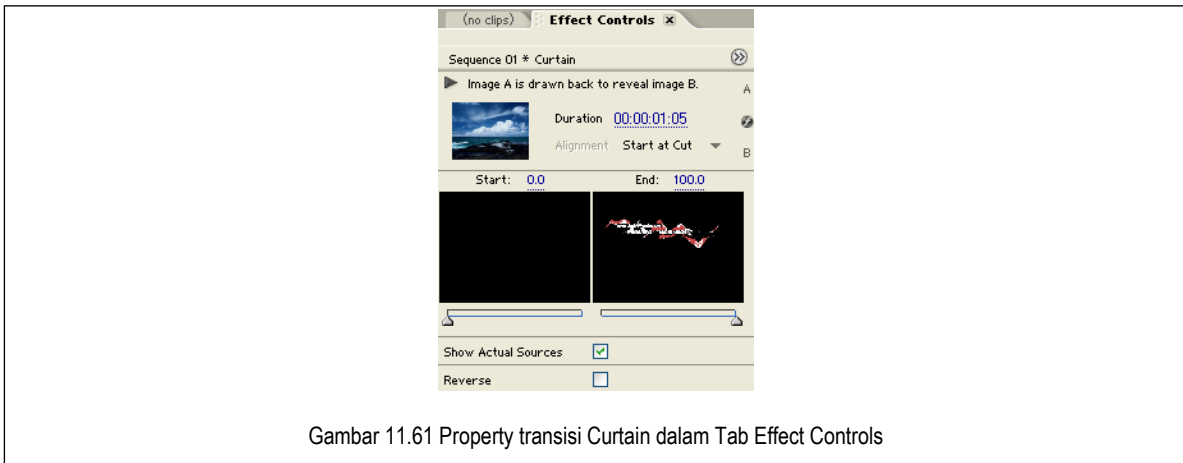 (no clips) Effect Controls x
Sequence 01 * Curtain
Image A is drawn back to reveal image B.
A
Duration 00:00:01:05
Alignment Start at Cut
B
Start: 0.0 End: 100.0
Show Actual Sources
Reverse
Gambar 11.61 Property transisi Curtain dalam Tab Effect Controls